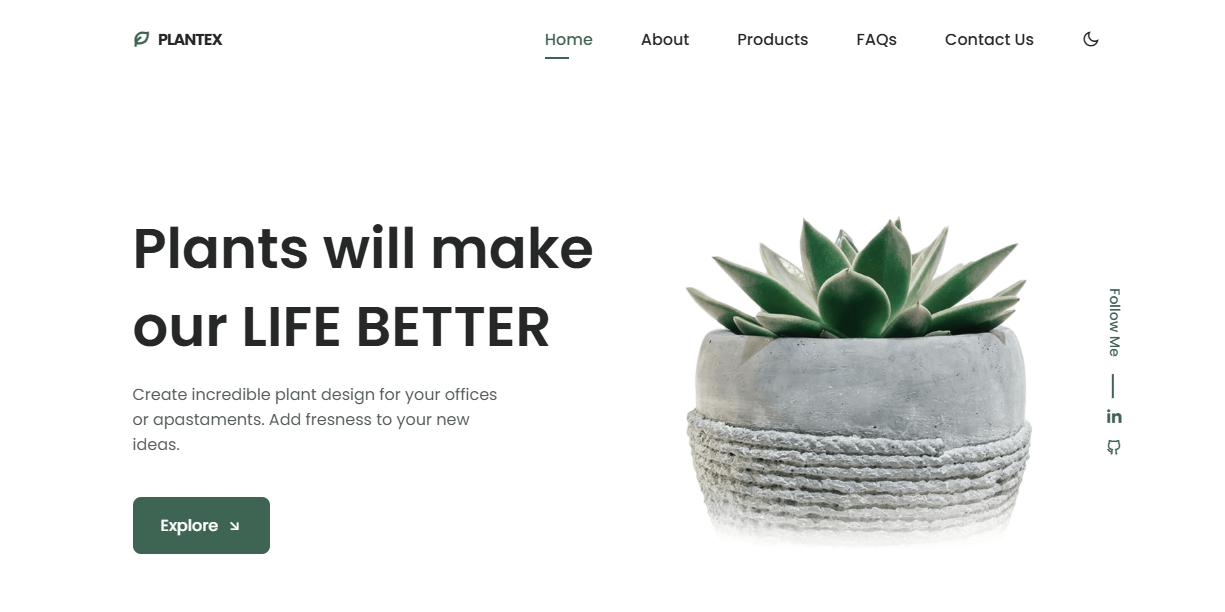 PLANTEX
Home
About
Products
FAQs
Contact Us
Plants will make
our LIFE BETTER
Create incredible plant design for your offices
or apastaments. Add fresness to your new
ideas.
Explore
Follow Me
in